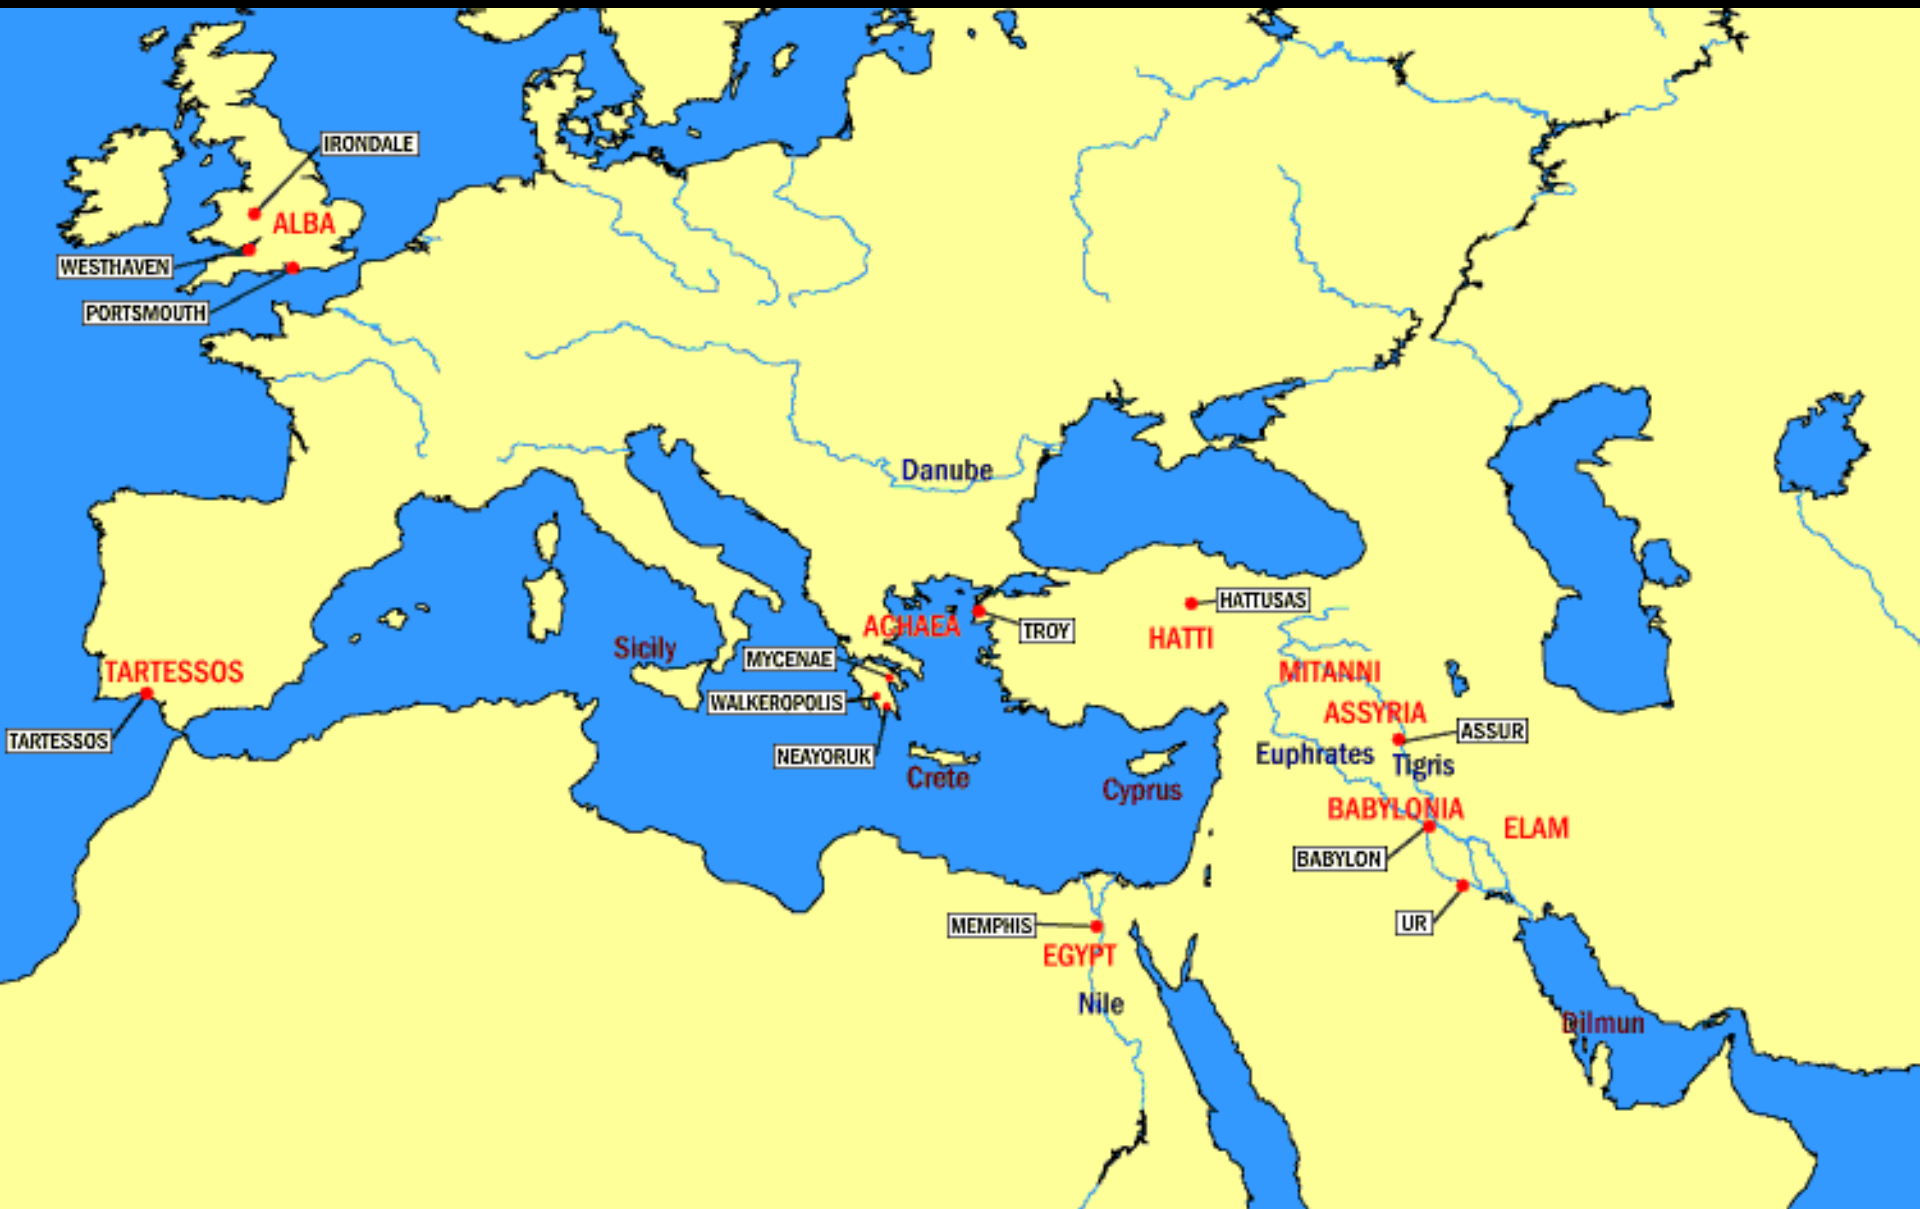 IRONDALE
ALBA
WESTHAVEN
PORTSMOUTH
Danube
HATTUSAS
ACHAEA
TROY
HATTI
Sicily
MYCENAE
TARTESSOS
MITANNI
WALKEROPOLIS
ASSYRIA
ASSUR
TARTESSOS
NEAYORUK
Euphrates
Tigris
Crete
Cyprus
BABYLONIA
ELAM
BABYLON
UR
MEMPHIS
EGYPT
Nile
Dilmun